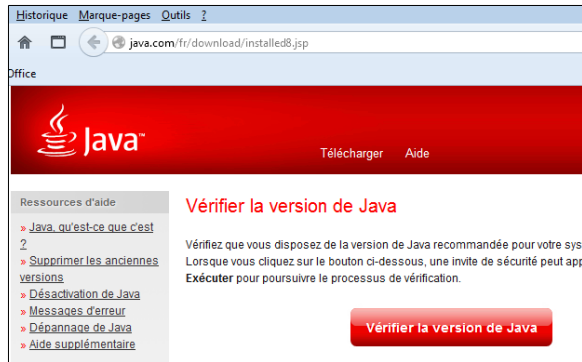 Historique Marque-pages Outils ?
java.com/fr/download/installed8.jsp
Office
Java™
Télécharger Aide
Ressources d'aide
» Java, qu'est-ce que c'est
?
» Supprimer les anciennes
versions
» Désactivation de Java
» Messages d'erreur
» Dépannage de Java
» Aide supplémentaire
Vérifier la version de Java
Vérifiez que vous disposez de la version de Java recommandée pour votre sys
Lorsque vous cliquez sur le bouton ci-dessous, une invite de sécurité peut app
Exécuter pour poursuivre le processus de vérification.
Vérifier la version de Java